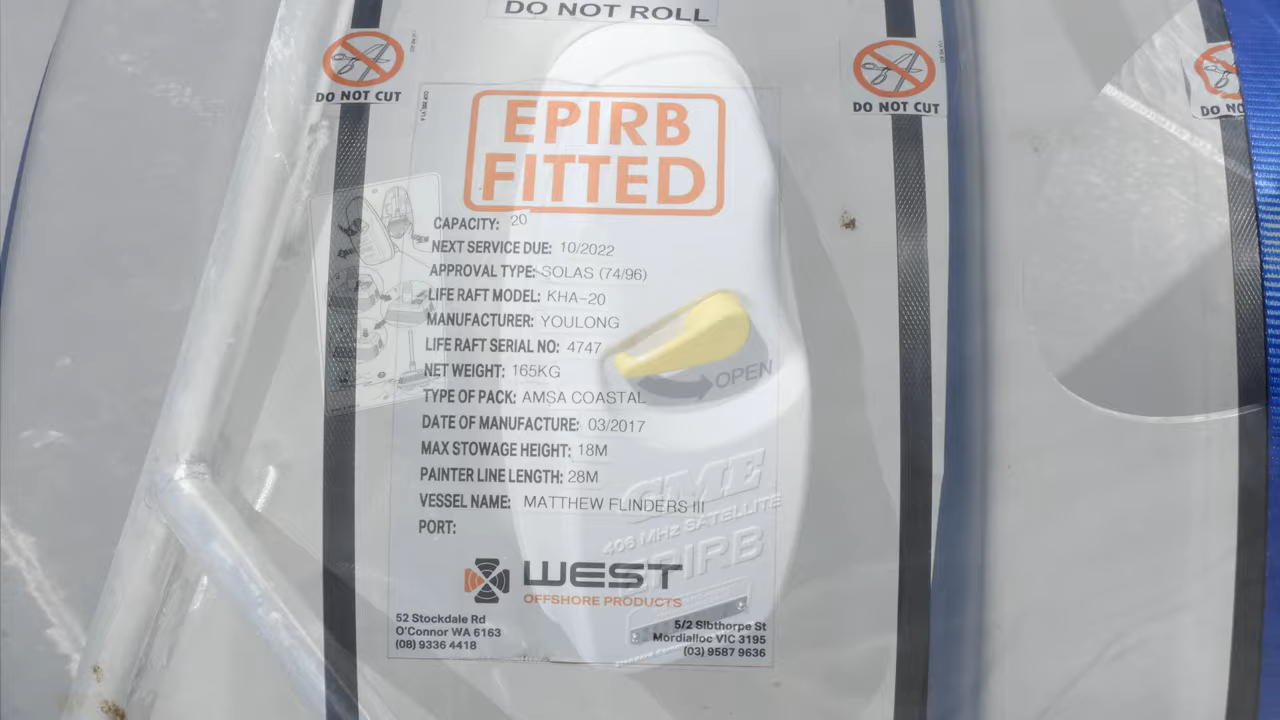 DO NOT ROLL
DO NOT CUT
DO NOT CUT
DO NO
EPIRB
FITTED
CAPACITY: 20
NEXT SERVICE DUE: 10/2022
APPROVAL TYPE: SOLAS (74/96)
LIFE RAFT MODEL: KHA-20
MANUFACTURER: YOULONG
LIFE RAFT SERIAL NO: 4747
NET WEIGHT: 165KG
TYPE OF PACK: AMSA COASTAL
DATE OF MANUFACTURE: 03/2017
MAX STOWAGE HEIGHT: 18M
PAINTER LINE LENGTH: 28M
VESSEL NAME: MATTHEW FLINDERS III
PORT:
WEST
OFFSHORE PRODUCTS
52 Stockdale Rd
O'Connor WA 6163
(08) 9336 4418
5/2 Sibthorpe St
Mordialloc VIC 3195
(03) 9587 9636
OPEN
GME
406 MHz SATELLITE
EPIRB